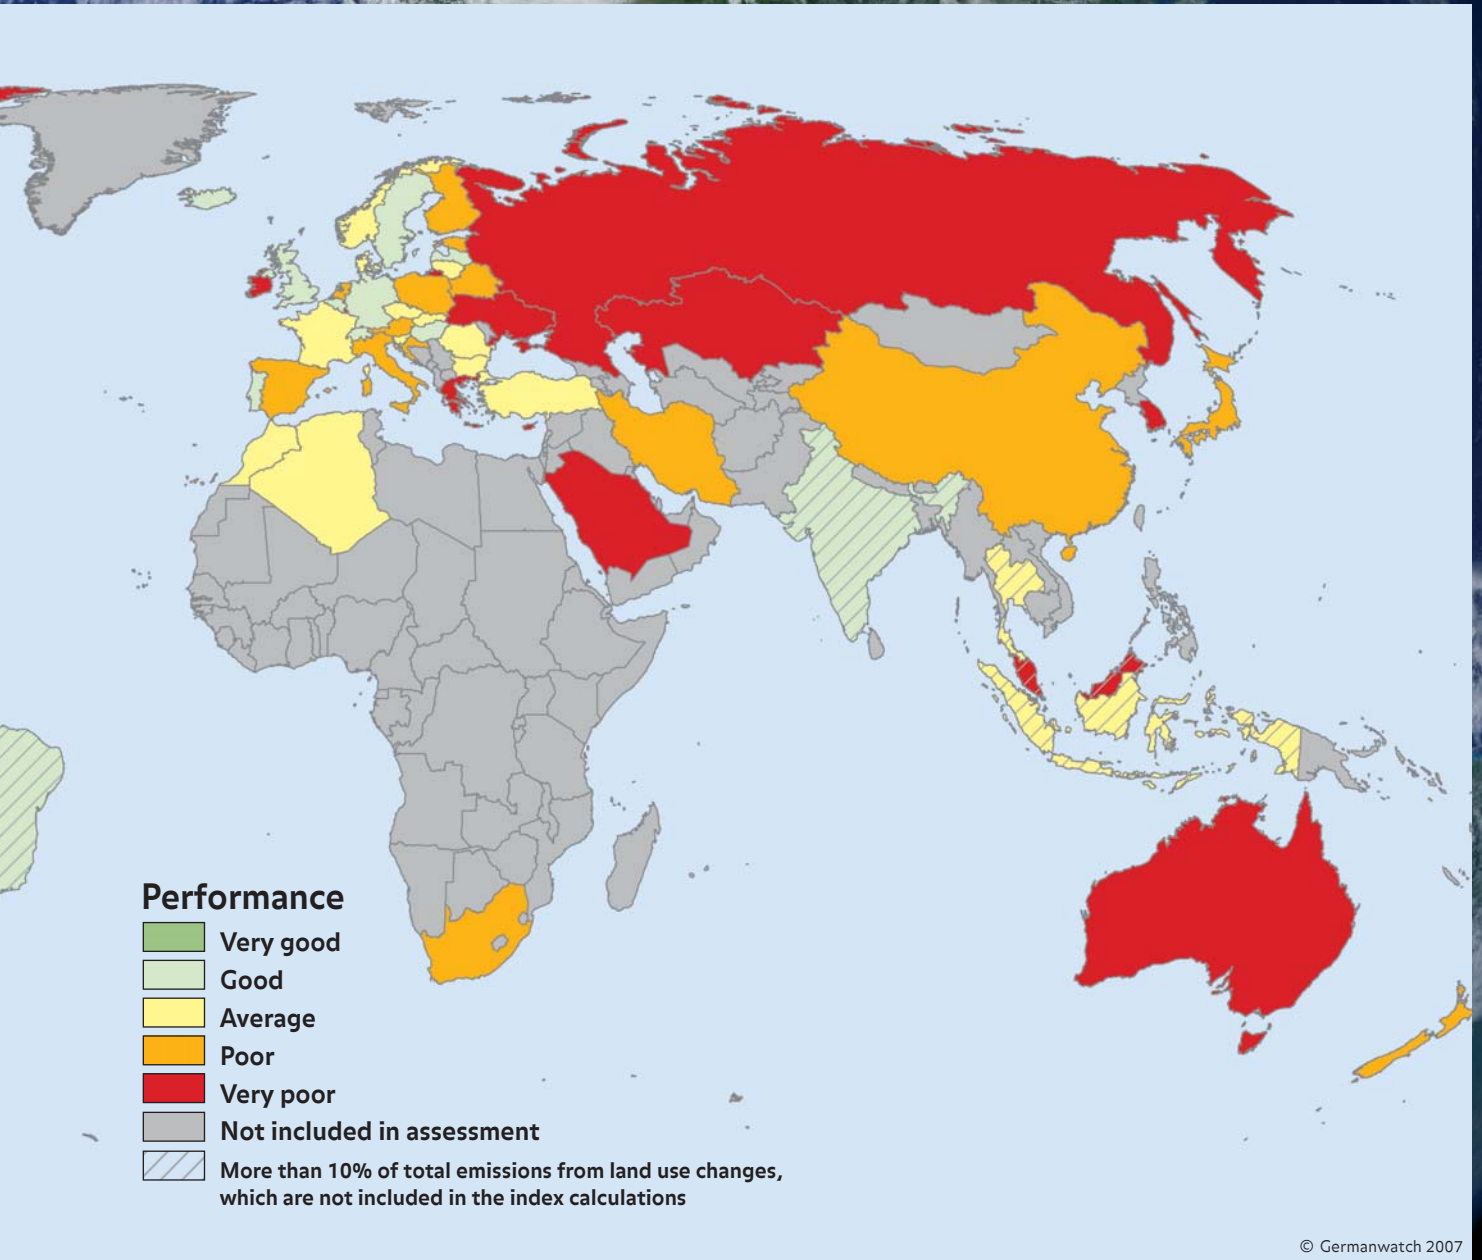 Performance
Very good
Good
Average
Poor
Very poor
Not included in assessment
More than 10% of total emissions from land use changes,
which are not included in the index calculations
© Germanwatch 2007